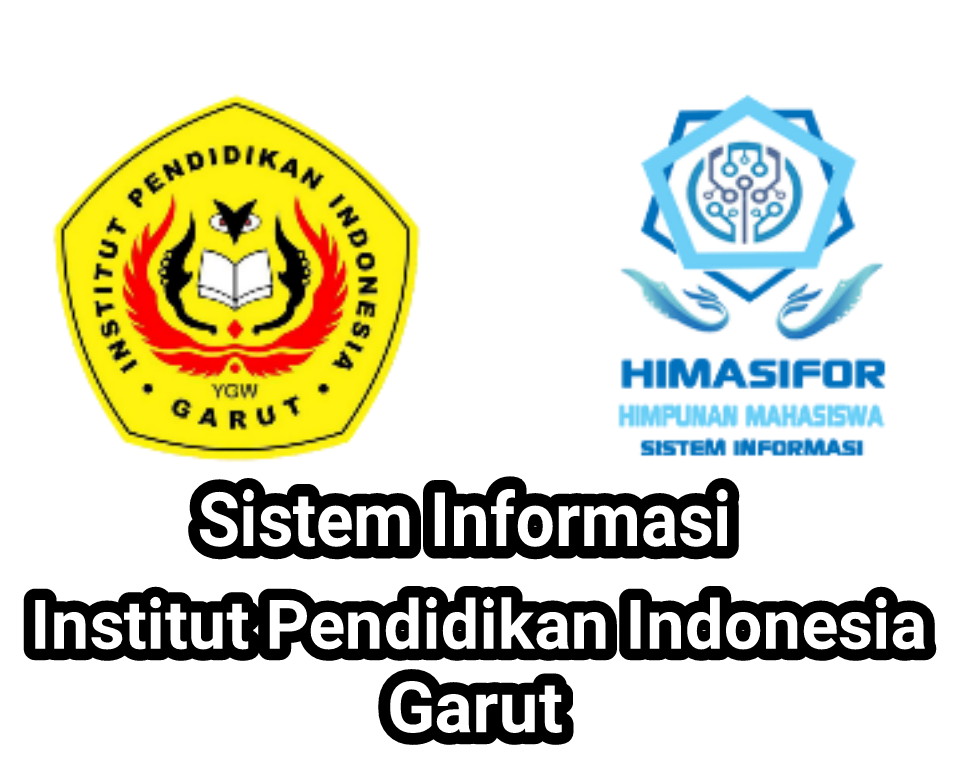 INSTITUT PENDIDIKAN INDONESIA
YGW
• GARUT •
HIMASIFOR
HIMPUNAN MAHASISWA
SISTEM INFORMASI
Sistem Informasi
Institut Pendidikan Indonesia
Garut